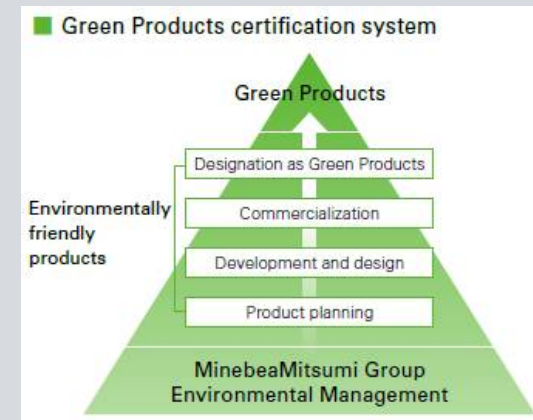 Green Products certification system
Green Products
Designation as Green Products
Commercialization
Environmentally
friendly
products
Development and design
Product planning
MinebeaMitsumi Group
Environmental Management